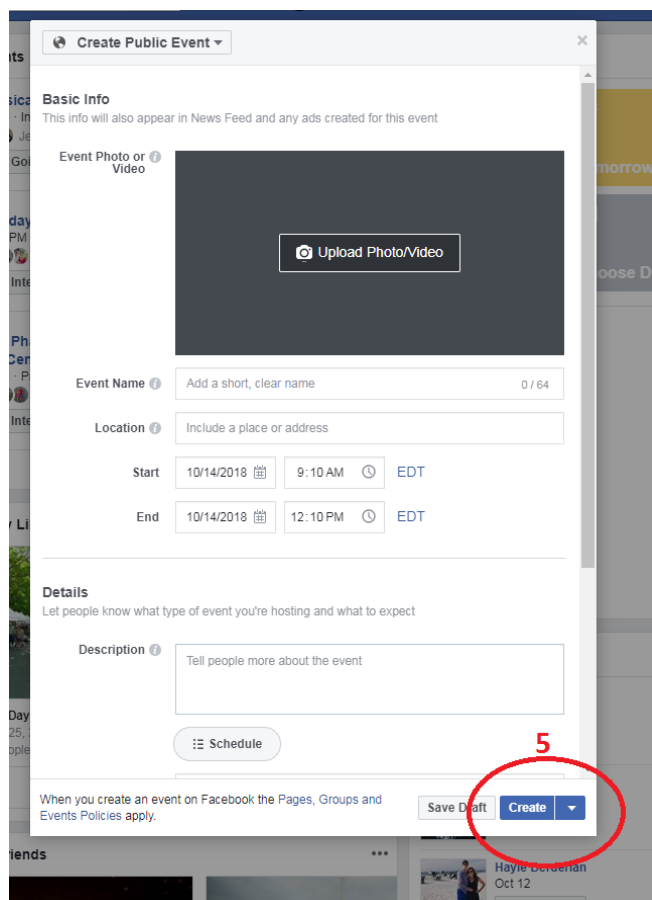 Create Public Event
nts
Basic Info
This info will also appear in News Feed and any ads created for this event
Event Photo or
Video
Upload Photo/Video
morrow
oose D
Event Name
Add a short, clear name
0 / 64
Location
Include a place or address
Start
10/14/2018
9:10 AM
EDT
End
10/14/2018
12:10 PM
EDT
Details
Let people know what type of event you're hosting and what to expect
Description
Tell people more about the event
Schedule
5
When you create an event on Facebook the Pages, Groups and
Events Policies apply.
Save Draft
Create
iends
Oct 12